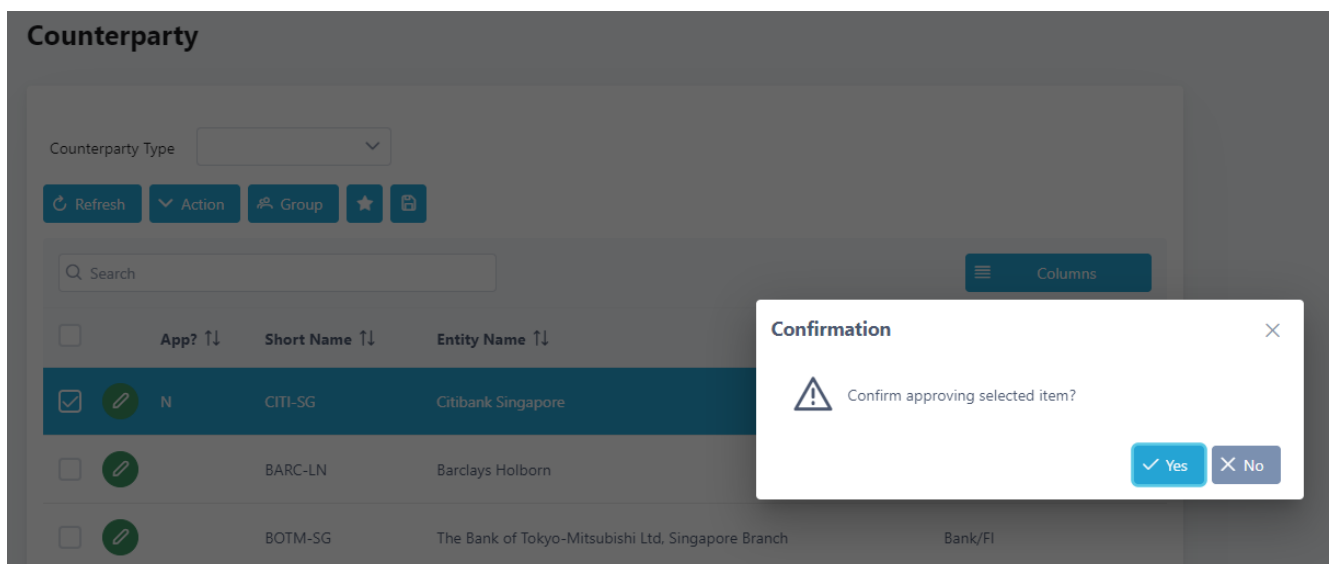 Counterparty
Counterparty Type
Refresh Action Group
Search Columns
App? Short Name Entity Name
N CITI-SG Citibank Singapore
BARC-LN Barclays Holborn
BOTM-SG The Bank of Tokyo-Mitsubishi Ltd, Singapore Branch Bank/FI
Confirmation
Confirm approving selected item?
Yes No